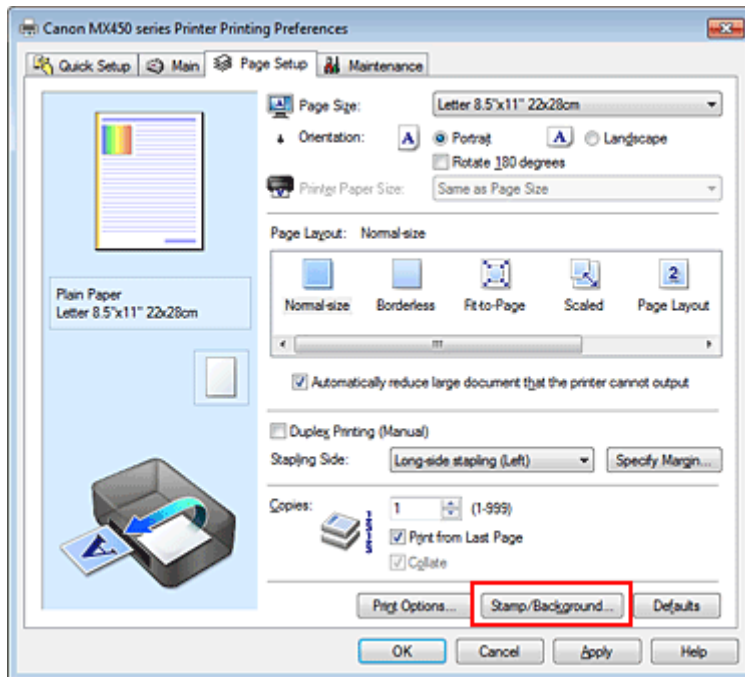 Canon MX450 series Printer Printing Preferences
Quick Setup Main Page Setup Maintenance
Page Size: Letter 8.5"x11" 22x28cm
Orientation: A Portrait A Landscape
Rotate 180 degrees
Printer Paper Size: Same as Page Size
Page Layout: Normal-size
2
Normal-size Borderless Fit-to-Page Scaled Page Layout
Plain Paper
Letter 8.5"x11" 22x28cm
Automatically reduce large document that the printer cannot output
Duplex Printing (Manual)
Stapling Side: Long-side stapling (Left) Specify Margin...
Copies: 1 (1-999)
Print from Last Page
Collate
A
Print Options... Stamp/Background... Defaults
OK Cancel Apply Help